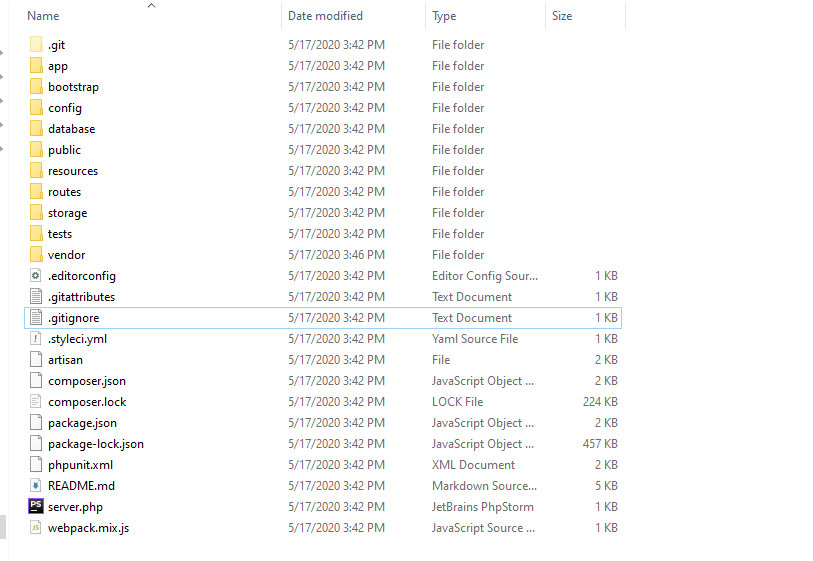 Name Date modified Type Size
.git 5/17/2020 3:42 PM File folder
app 5/17/2020 3:42 PM File folder
bootstrap 5/17/2020 3:42 PM File folder
config 5/17/2020 3:42 PM File folder
database 5/17/2020 3:42 PM File folder
public 5/17/2020 3:42 PM File folder
resources 5/17/2020 3:42 PM File folder
routes 5/17/2020 3:42 PM File folder
storage 5/17/2020 3:42 PM File folder
tests 5/17/2020 3:42 PM File folder
vendor 5/17/2020 3:46 PM File folder
.editorconfig 5/17/2020 3:42 PM Editor Config Sour... 1 KB
.gitattributes 5/17/2020 3:42 PM Text Document 1 KB
.gitignore 5/17/2020 3:42 PM Text Document 1 KB
.styleci.yml 5/17/2020 3:42 PM Yaml Source File 1 KB
artisan 5/17/2020 3:42 PM File 2 KB
composer.json 5/17/2020 3:42 PM JavaScript Object ... 2 KB
composer.lock 5/17/2020 3:42 PM LOCK File 224 KB
package.json 5/17/2020 3:42 PM JavaScript Object ... 2 KB
package-lock.json 5/17/2020 3:42 PM JavaScript Object ... 457 KB
phpunit.xml 5/17/2020 3:42 PM XML Document 2 KB
README.md 5/17/2020 3:42 PM Markdown Source... 5 KB
PS server.php 5/17/2020 3:42 PM JetBrains PhpStorm 1 KB
JS webpack.mix.js 5/17/2020 3:42 PM JavaScript Source ... 1 KB